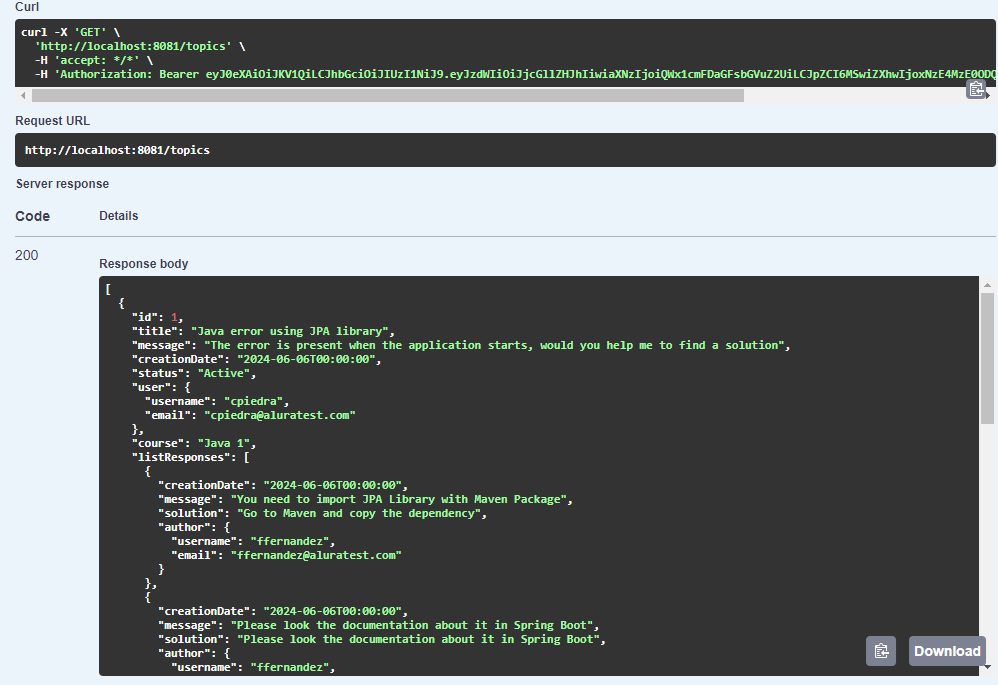 Curl
curl -X 'GET' \
  'http://localhost:8081/topics' \
  -H 'accept: */*' \
  -H 'Authorization: Bearer eyJ0eXAiOiJKV1QiLCJhbGciOiJIUzI1NiJ9.eyJzdWIiOiJjcGllZHJhIiwiaXNzIjoiQWx1cmFDaGFsbGVuZ2UiLCJpZCI6MSwiZXhwIjoxNzE4MzE0ODQ
Request URL
http://localhost:8081/topics
Server response
Code Details
200
Response body
[
  {
    "id": 1,
    "title": "Java error using JPA library",
    "message": "The error is present when the application starts, would you help me to find a solution",
    "creationDate": "2024-06-06T00:00:00",
    "status": "Active",
    "user": {
      "username": "cpiedra",
      "email": "cpiedra@aluratest.com"
    },
    "course": "Java 1",
    "listResponses": [
      {
        "creationDate": "2024-06-06T00:00:00",
        "message": "You need to import JPA Library with Maven Package",
        "solution": "Go to Maven and copy the dependency",
        "author": {
          "username": "ffernandez",
          "email": "ffernandez@aluratest.com"
        }
      },
      {
        "creationDate": "2024-06-06T00:00:00",
        "message": "Please look the documentation about it in Spring Boot",
        "solution": "Please look the documentation about it in Spring Boot",
        "author": {
          "username": "ffernandez",
Download